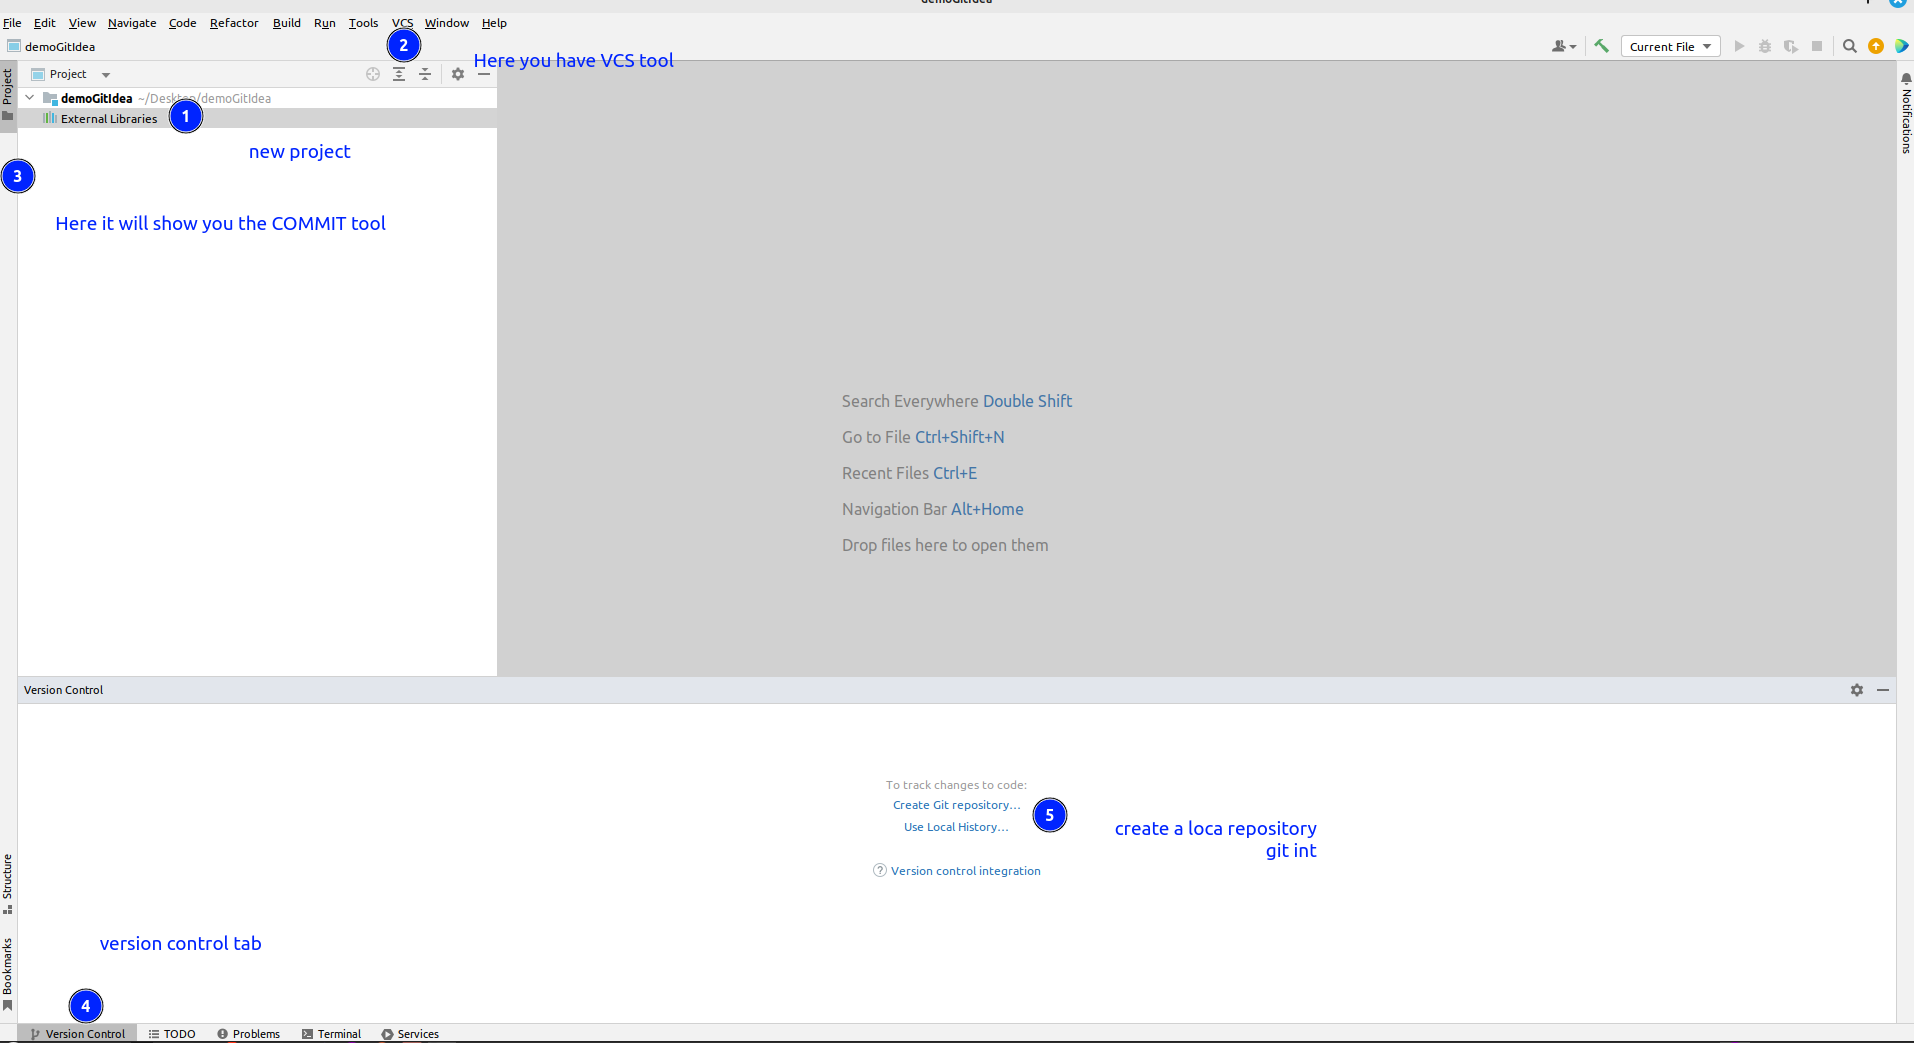 demoGitIdea
File Edit View Navigate Code Refactor Build Run Tools VCS Window Help
demoGitIdea
2
Here you have VCS tool
Current File
Project
Project
demoGitIdea ~/Desktop/demoGitIdea
External Libraries
1
new project
3
Here it will show you the COMMIT tool
Notifications
Search Everywhere Double Shift
Go to File Ctrl+Shift+N
Recent Files Ctrl+E
Navigation Bar Alt+Home
Drop files here to open them
Version Control
To track changes to code:
Create Git repository...
Use Local History...
5
create a loca repository
git int
? Version control integration
Structure
Bookmarks
version control tab
4
Version Control TODO Problems Terminal Services